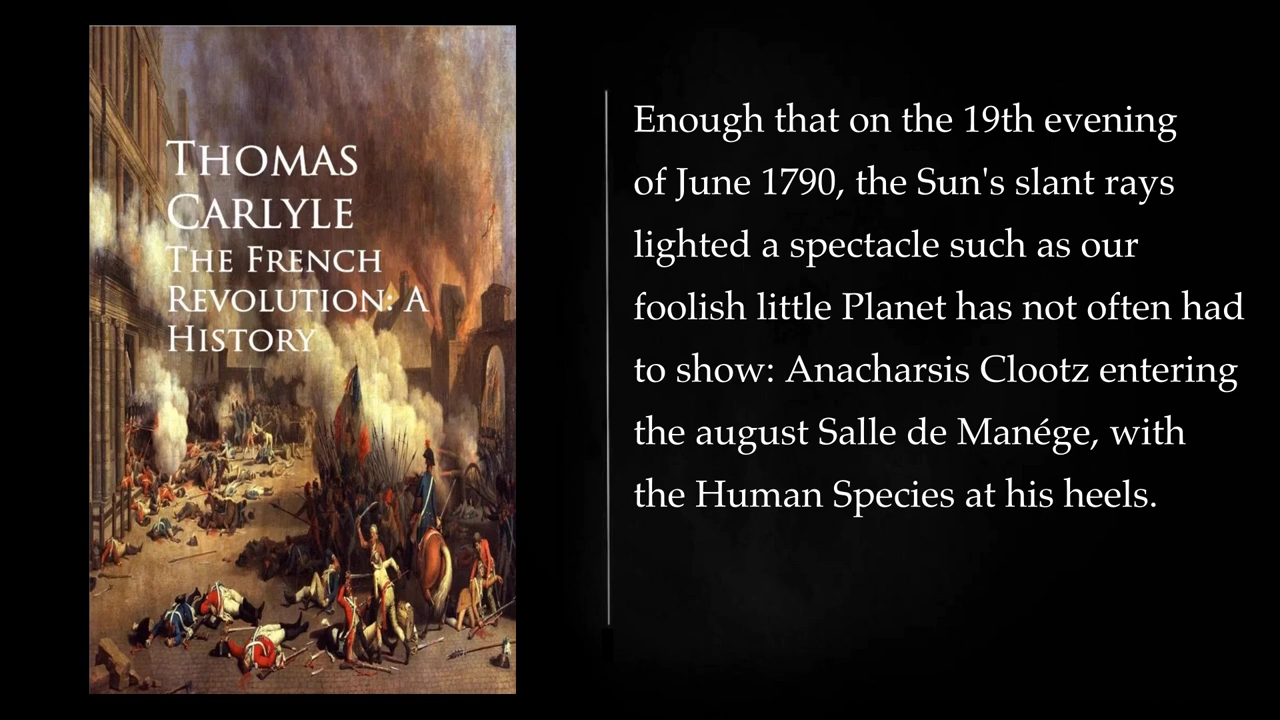 THOMAS
CARLYLE
THE FRENCH
REVOLUTION: A
HISTORY
Enough that on the 19th evening
of June 1790, the Sun's slant rays
lighted a spectacle such as our
foolish little Planet has not often had
to show: Anacharsis Clootz entering
the august Salle de Manége, with
the Human Species at his heels.